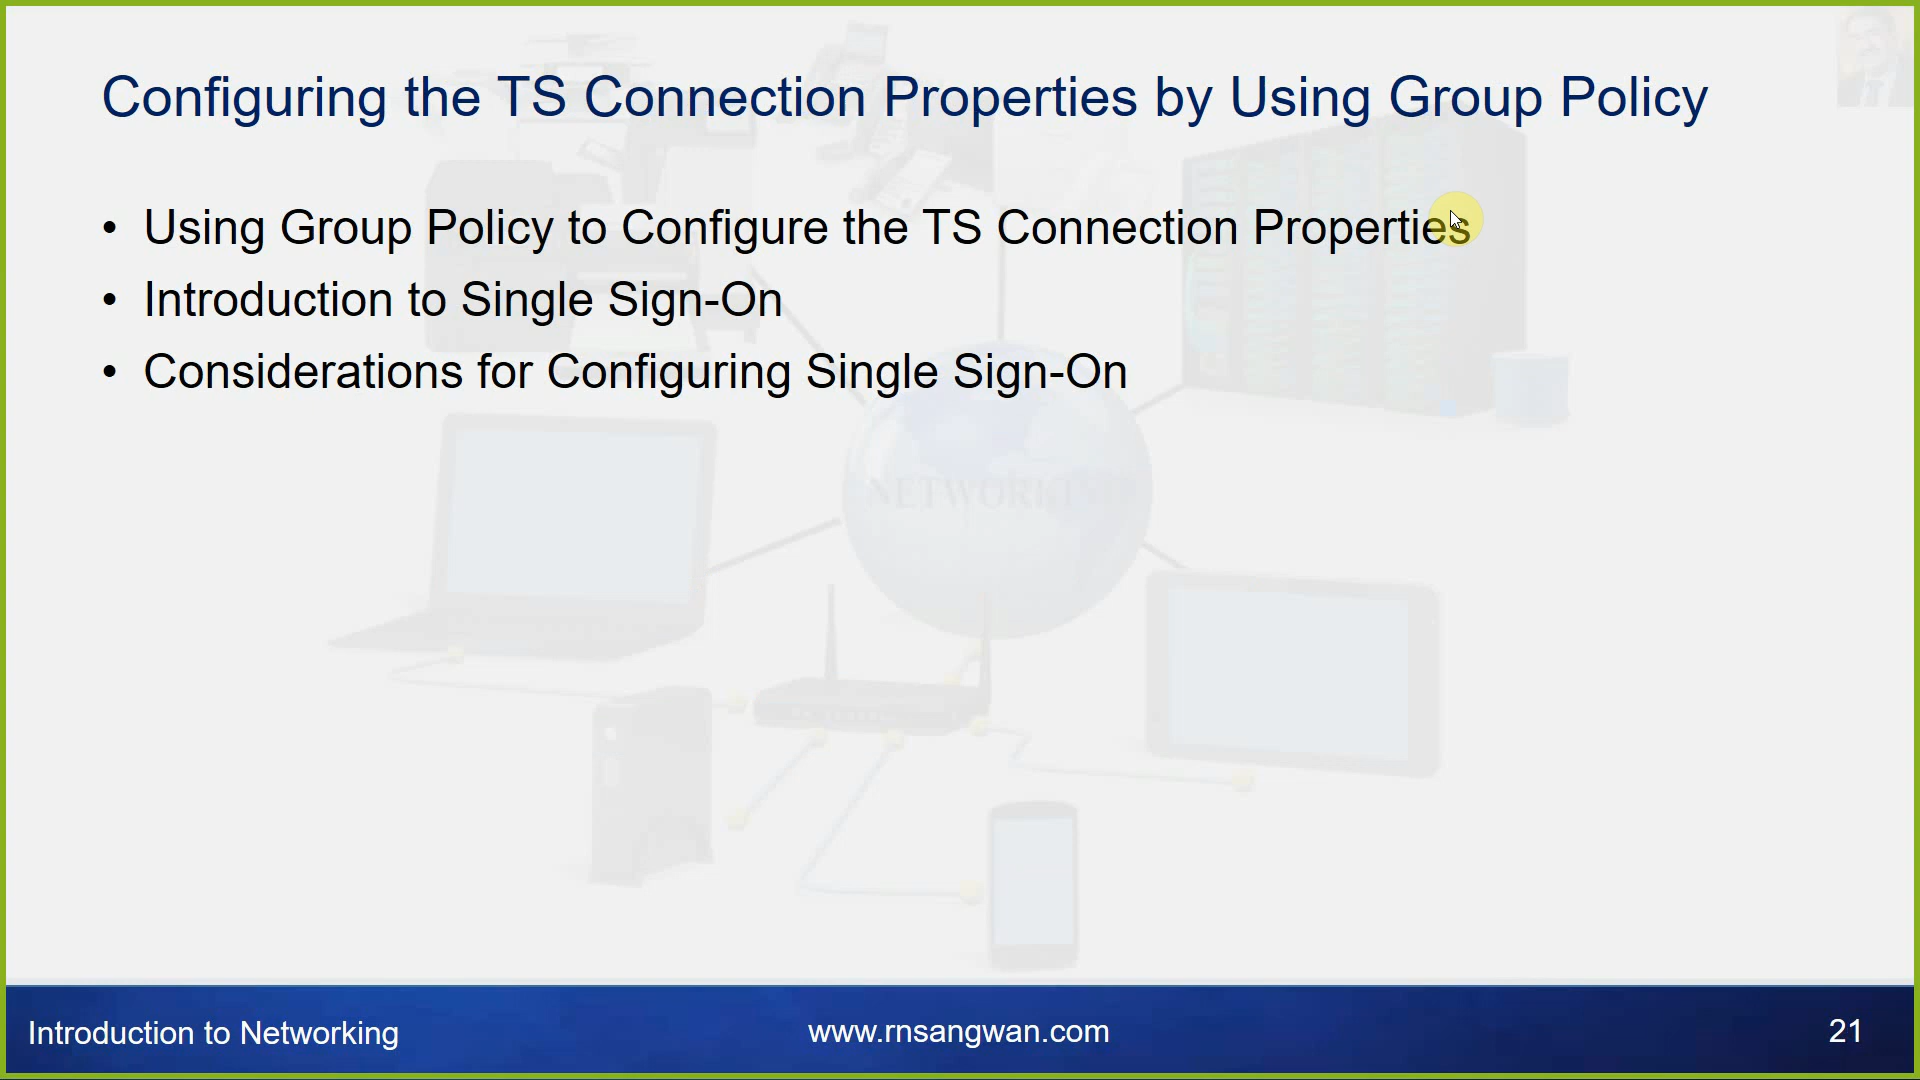 Configuring the TS Connection Properties by Using Group Policy
• Using Group Policy to Configure the TS Connection Properties
• Introduction to Single Sign-On
• Considerations for Configuring Single Sign-On
Introduction to Networking
www.rnsangwan.com
21